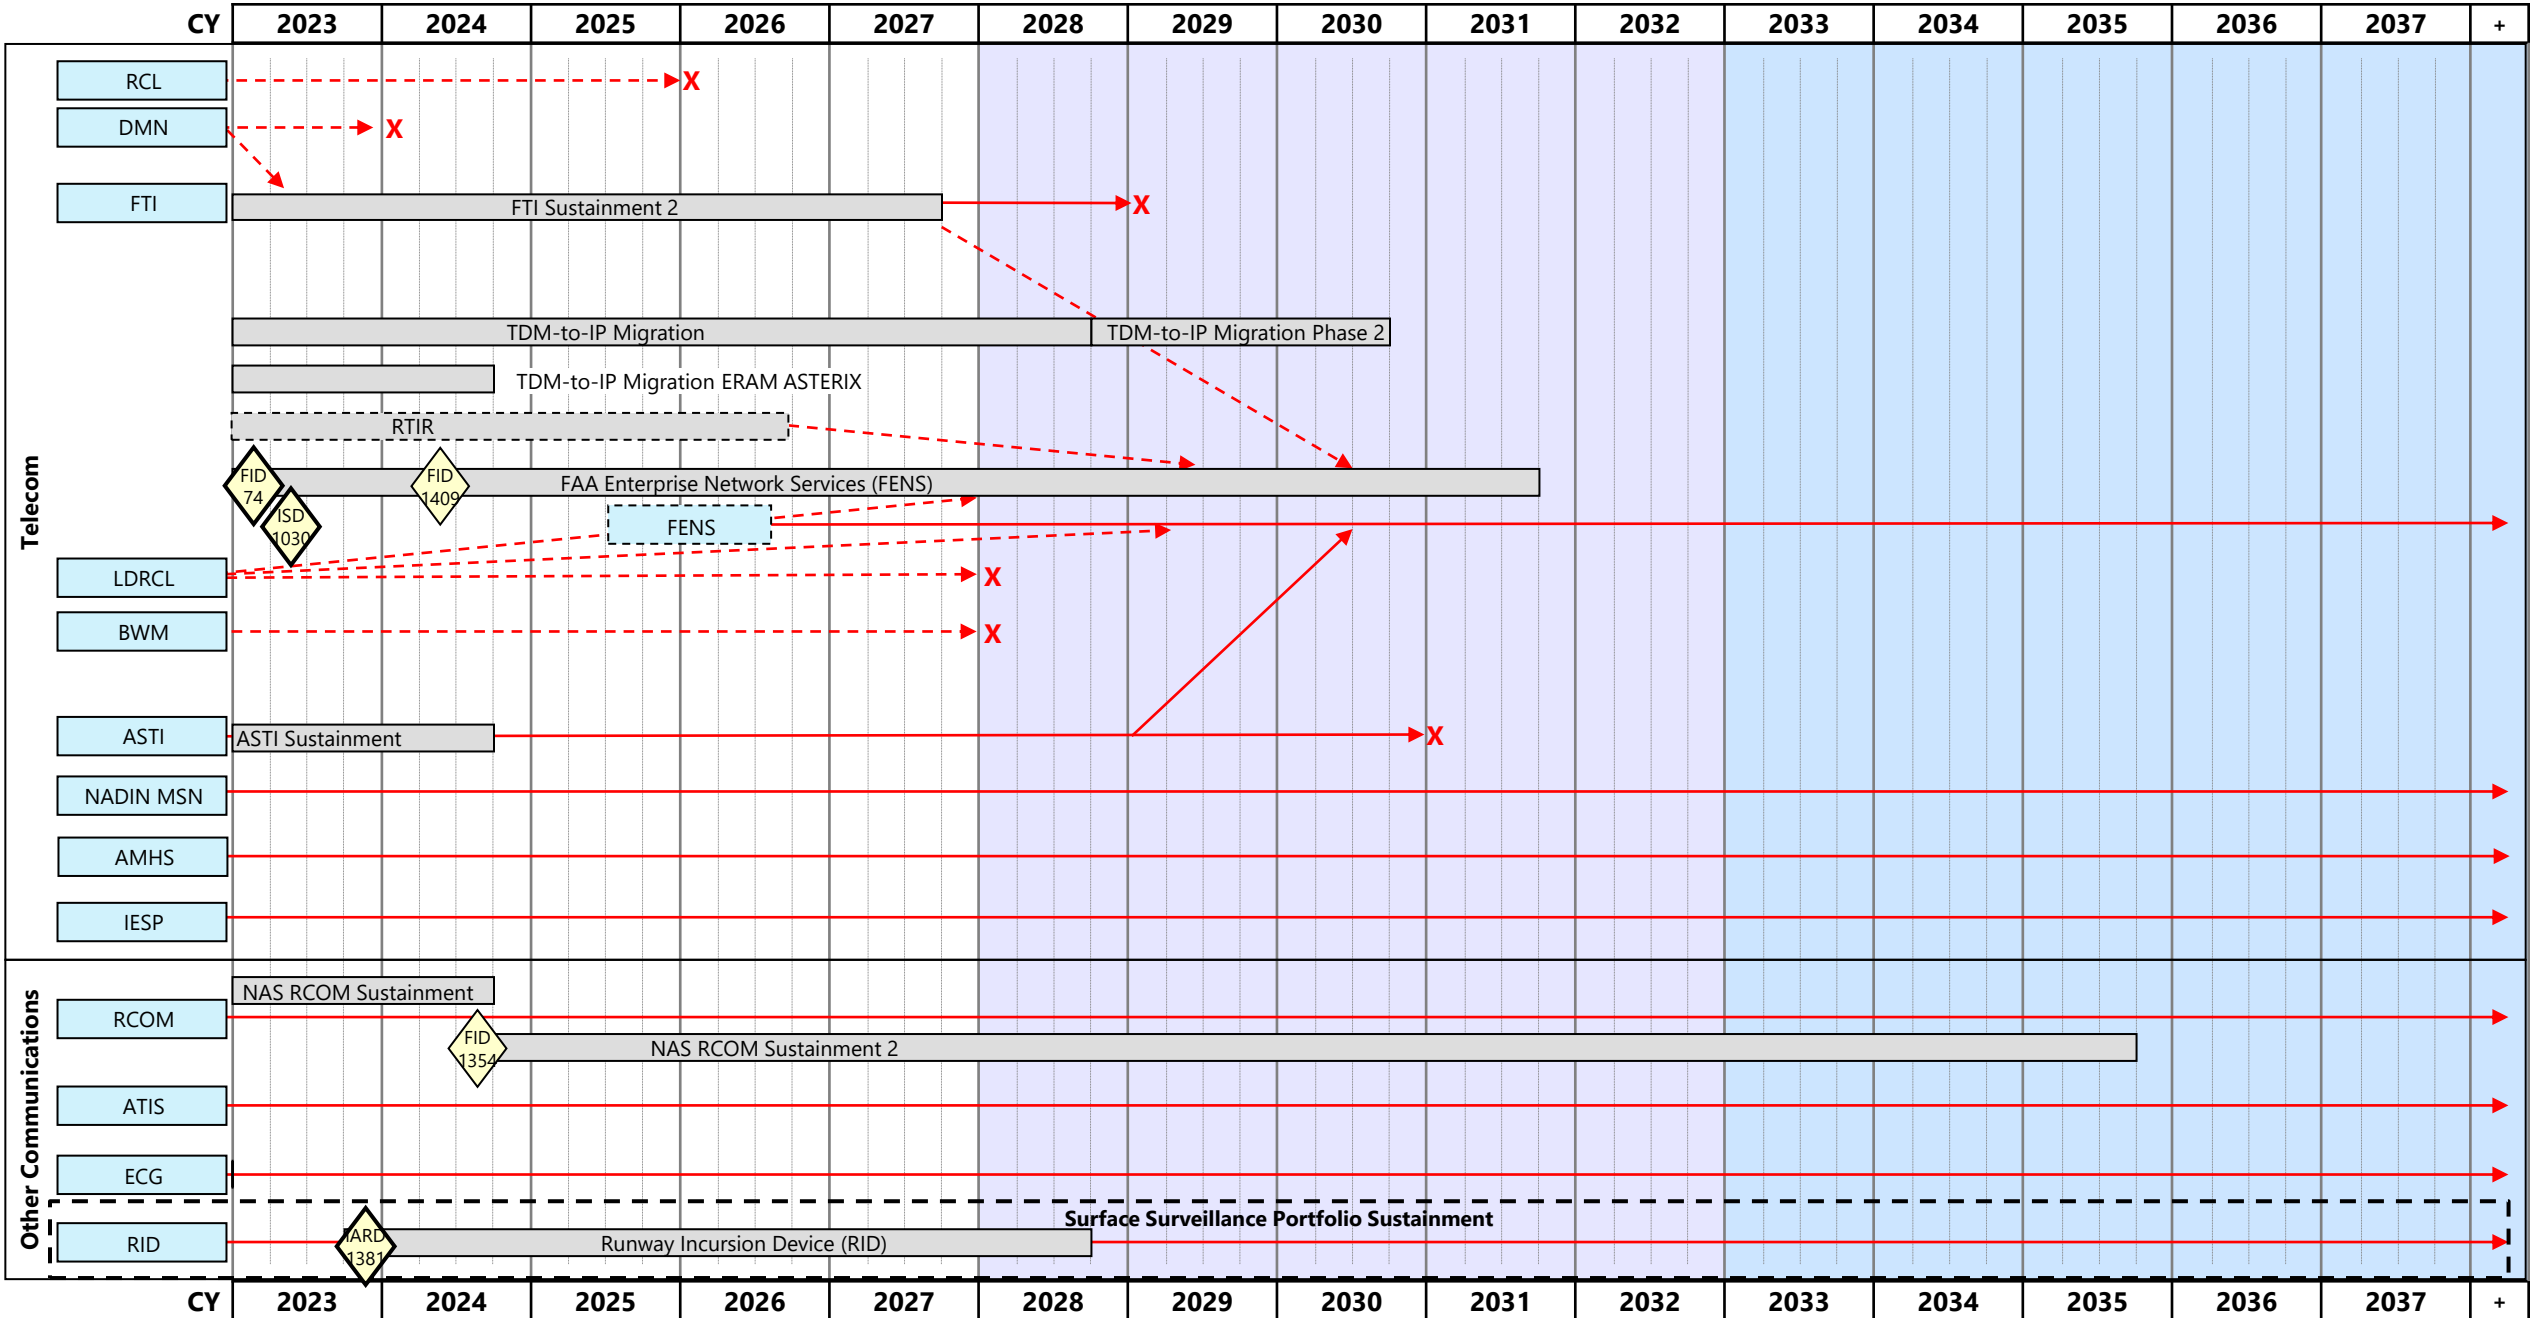 CY 2023 2024 2025 2026 2027 2028 2029 2030 2031 2032 2033 2034 2035 2036 2037 +
Telecom
RCL X
DMN X
FTI FTI Sustainment 2 X
TDM-to-IP Migration TDM-to-IP Migration Phase 2
TDM-to-IP Migration ERAM ASTERIX
RTIR
FID
74
FID
1409
FAA Enterprise Network Services (FENS)
ISD
1030
FENS
LDRCL X
BWM X
ASTI ASTI Sustainment X
NADIN MSN
AMHS
IESP
Other Communications
NAS RCOM Sustainment
RCOM
FID
1354
NAS RCOM Sustainment 2
ATIS
ECG
Surface Surveillance Portfolio Sustainment
RID
IARD
1381
Runway Incursion Device (RID)
CY 2023 2024 2025 2026 2027 2028 2029 2030 2031 2032 2033 2034 2035 2036 2037 +